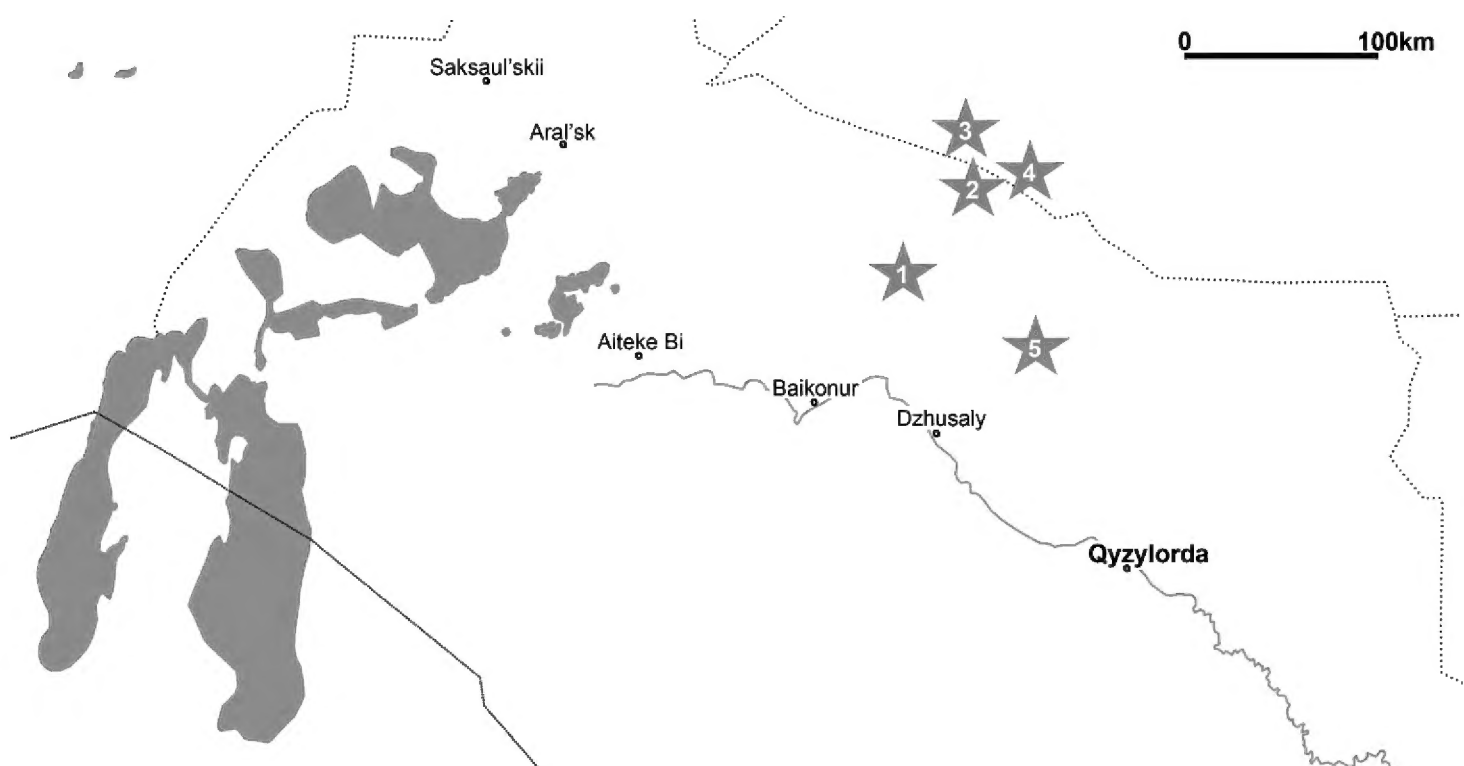 0 100km
Saksaul'skii
Aral'sk
3
4
2
1
5
Aiteke Bi
Baikonur
Dzhusaly
Qyzylorda